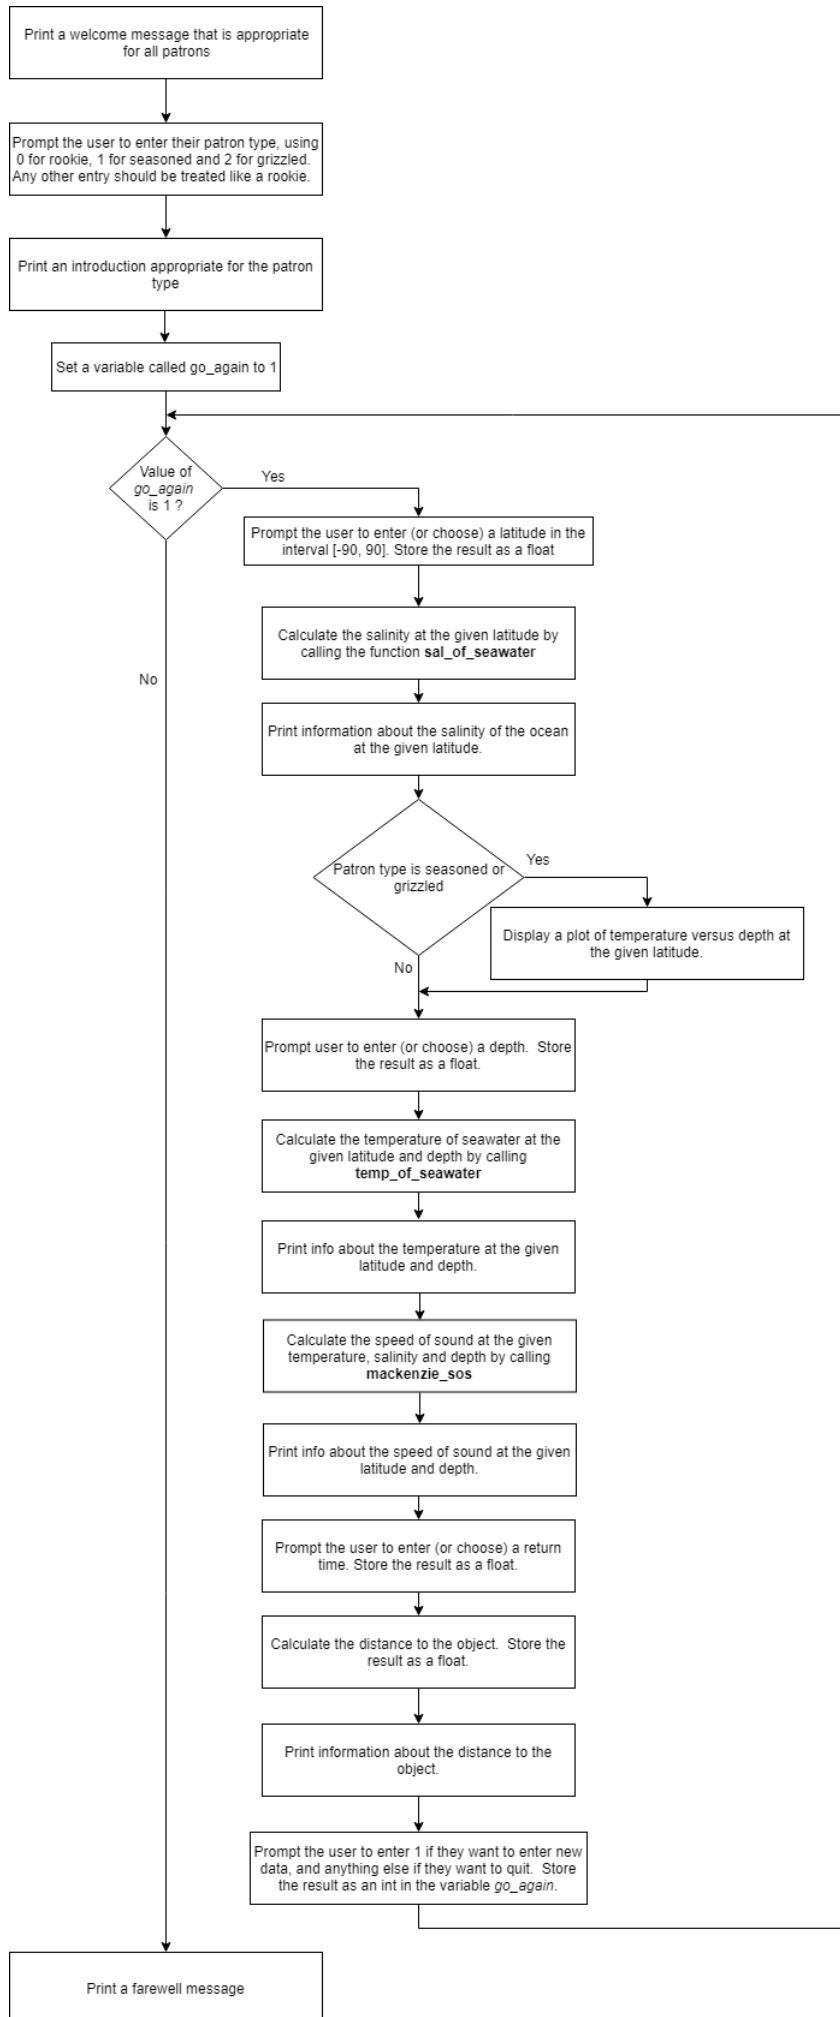 Print a welcome message that is appropriate
for all patrons
Prompt the user to enter their patron type, using
0 for rookie, 1 for seasoned and 2 for grizzled.
Any other entry should be treated like a rookie.
Print an introduction appropriate for the patron
type
Set a variable called go_again to 1
Value of
go_again
is 1 ?
Yes
Prompt the user to enter (or choose) a latitude in the
interval [-90, 90]. Store the result as a float
Calculate the salinity at the given latitude by
calling the function sal_of_seawater
No
Print information about the salinity of the ocean
at the given latitude.
Patron type is seasoned or
grizzled
Yes
Display a plot of temperature versus depth at
the given latitude.
No
Prompt user to enter (or choose) a depth.  Store
the result as a float.
Calculate the temperature of seawater at the
given latitude and depth by calling
temp_of_seawater
Print info about the temperature at the given
latitude and depth.
Calculate the speed of sound at the given
temperature, salinity and depth by calling
mackenzie_sos
Print info about the speed of sound at the given
latitude and depth.
Prompt the user to enter (or choose) a return
time. Store the result as a float.
Calculate the distance to the object.  Store the
result as a float.
Print information about the distance to the
object.
Prompt the user to enter 1 if they want to enter new
data, and anything else if they want to quit.  Store
the result as an int in the variable go_again.
Print a farewell message